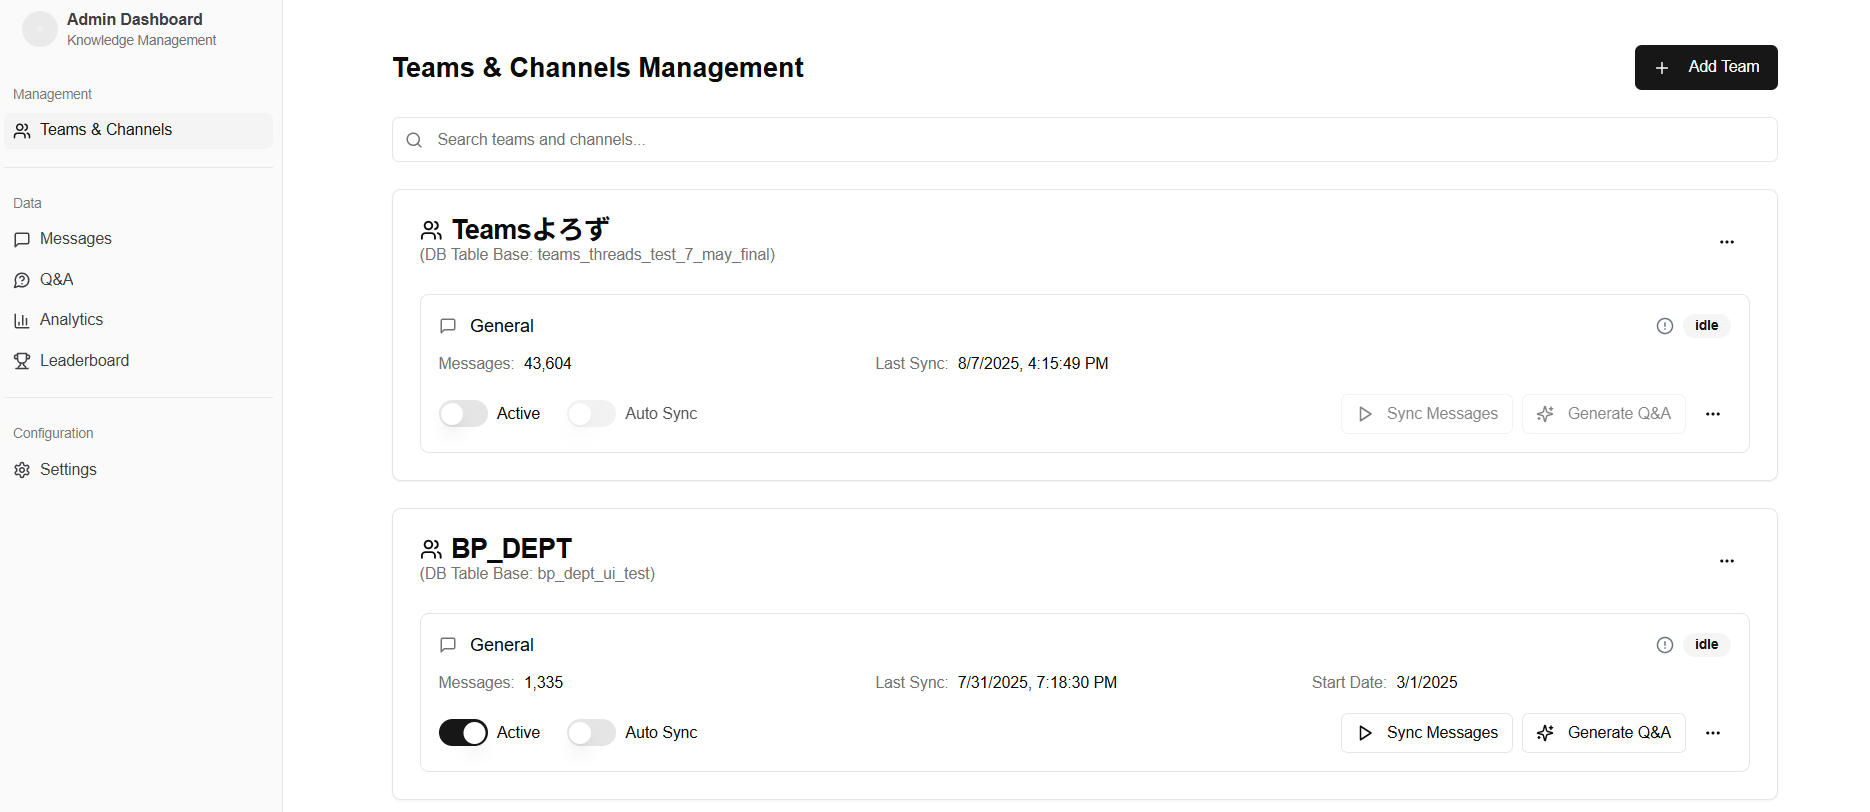 Admin Dashboard
Knowledge Management
Management
Teams & Channels
Data
Messages
Q&A
Analytics
Leaderboard
Configuration
Settings
Teams & Channels Management
Add Team
Search teams and channels...
Teamsよろず
(DB Table Base: teams_threads_test_7_may_final)
General
idle
Messages: 43,604
Last Sync: 8/7/2025, 4:15:49 PM
Active
Auto Sync
Sync Messages
Generate Q&A
BP_DEPT
(DB Table Base: bp_dept_ui_test)
General
idle
Messages: 1,335
Last Sync: 7/31/2025, 7:18:30 PM
Start Date: 3/1/2025
Active
Auto Sync
Sync Messages
Generate Q&A